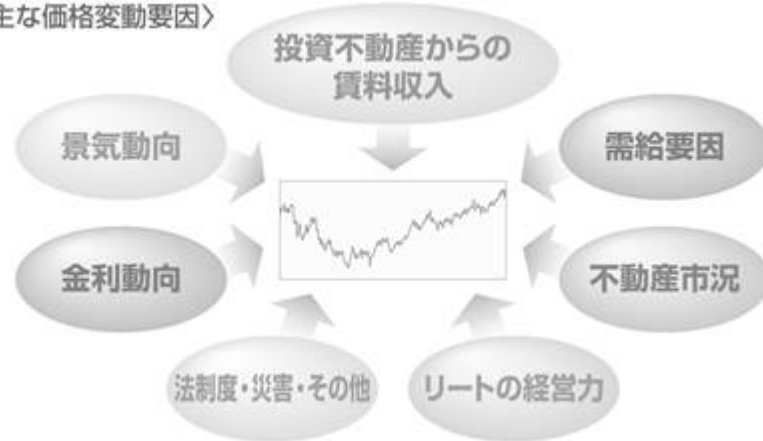 主な価格変動要因〉
投資不動産からの
賃料収入
景気動向
需給要因
金利動向
不動産市況
法制度・災害・その他
リートの経営力